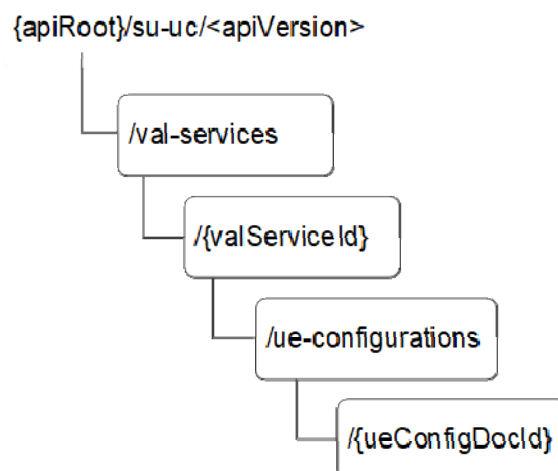 {apiRoot}/su-uc/<apiVersion>
/val-services
/{valServiceId}
/ue-configurations
/{ueConfigDocId}